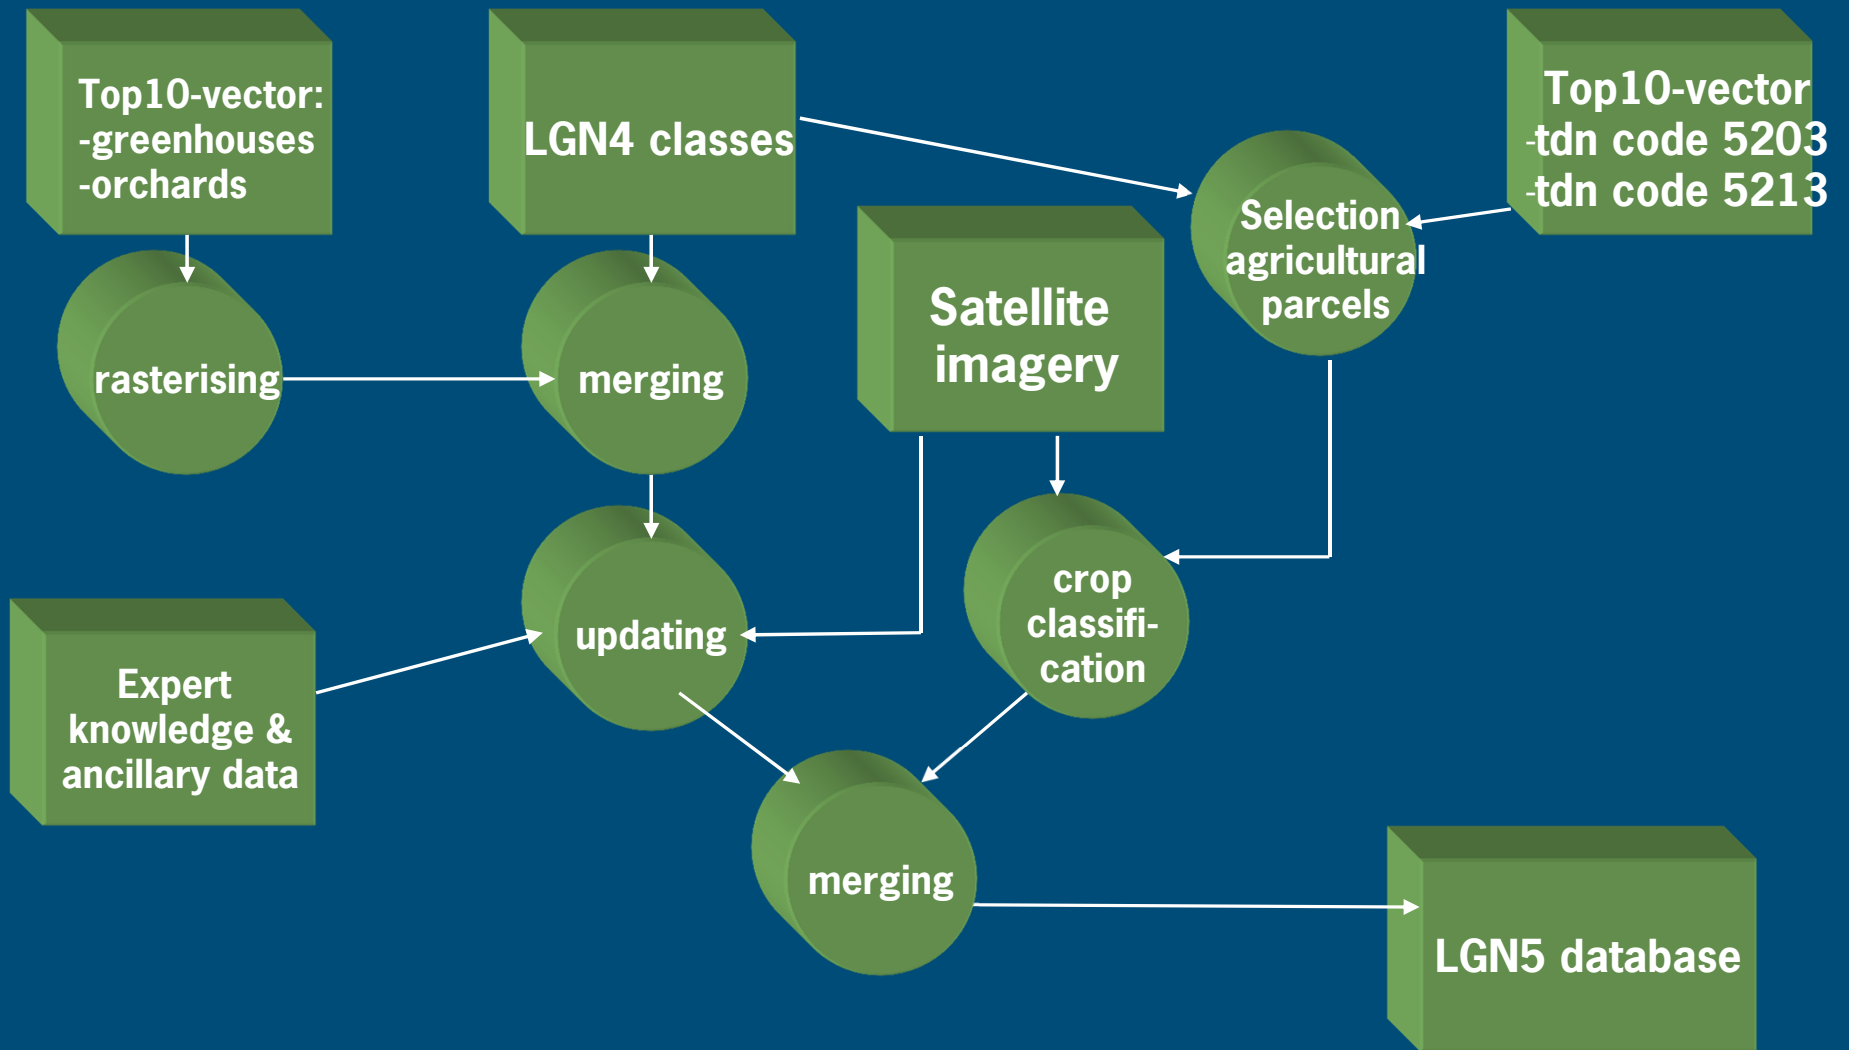 Top10-vector:
-greenhouses
-orchards
LGN4 classes
Top10-vector
-tdn code 5203
-tdn code 5213
Selection
agricultural
parcels
Satellite
imagery
rasterising
merging
crop
classifi-
cation
updating
Expert
knowledge &
ancillary data
merging
LGN5 database